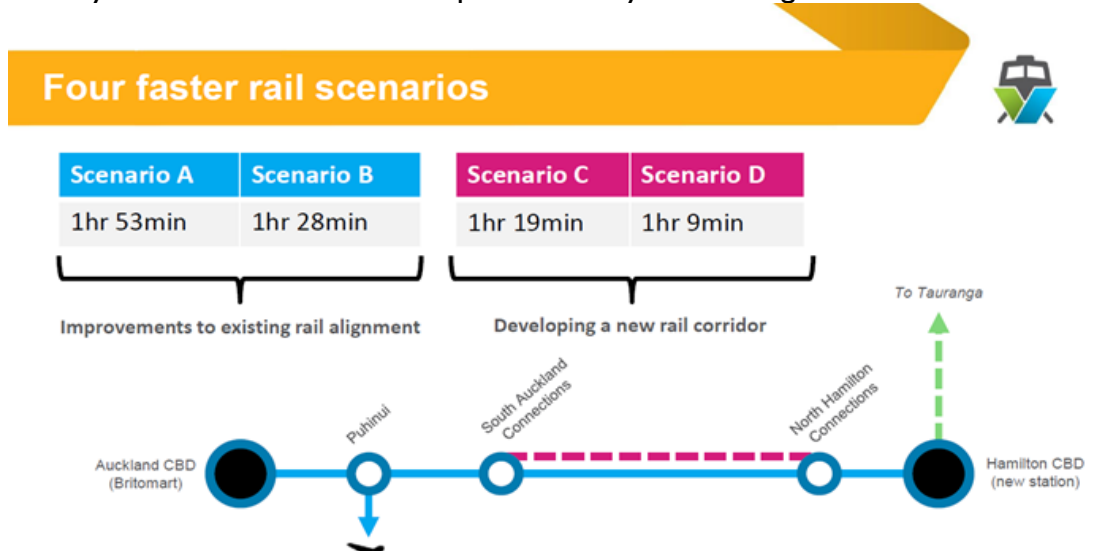 Four faster rail scenarios
Scenario A Scenario B Scenario C Scenario D
1hr 53min 1hr 28min 1hr 19min 1hr 9min
Improvements to existing rail alignment Developing a new rail corridor
To Tauranga
Puhinui
South Auckland
Connections
North Hamilton
Connections
Auckland CBD
(Britomart)
Hamilton CBD
(new station)